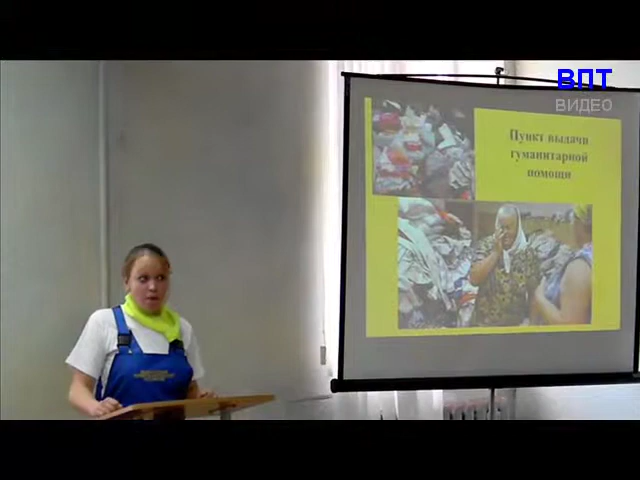 ВПТ
ВИДЕО
Пункт выдачи
гуманитарной
помощи